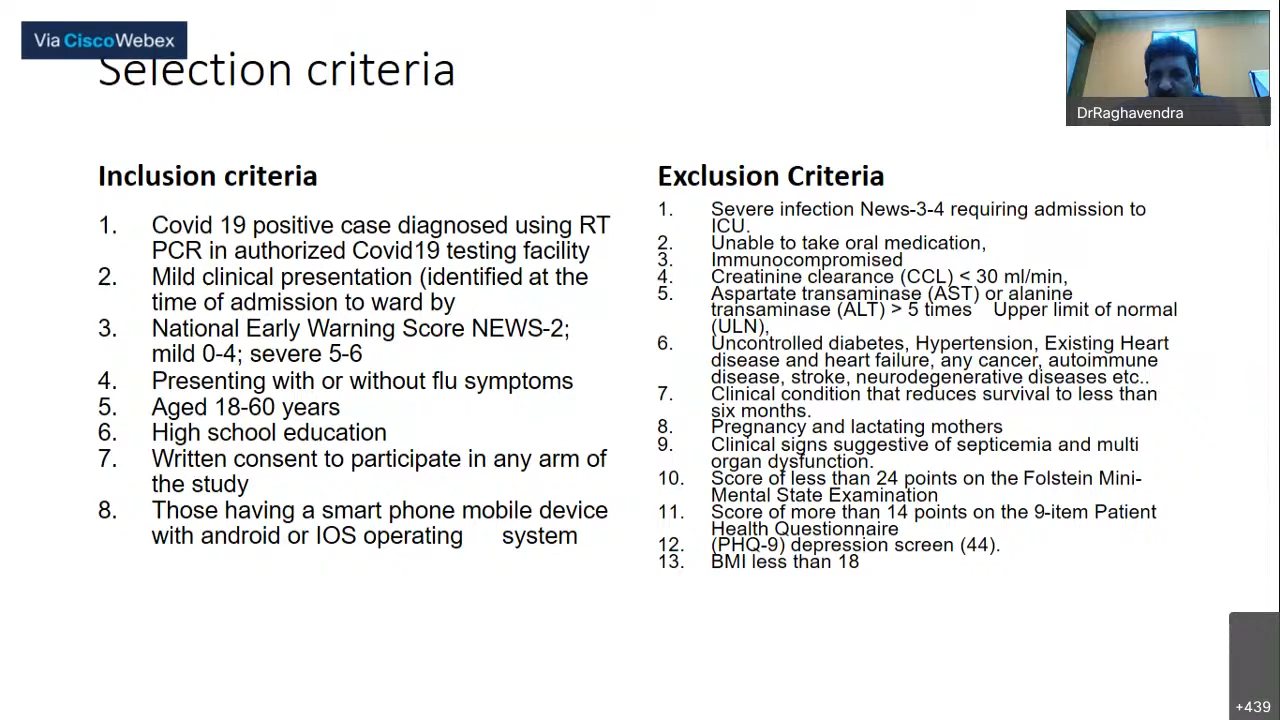 Via CiscoWebex
Selection criteria
DrRaghavendra
Inclusion criteria
1. Covid 19 positive case diagnosed using RT
PCR in authorized Covid19 testing facility
2. Mild clinical presentation (identified at the
time of admission to ward by
3. National Early Warning Score NEWS-2;
mild 0-4; severe 5-6
4. Presenting with or without flu symptoms
5. Aged 18-60 years
6. High school education
7. Written consent to participate in any arm of
the study
8. Those having a smart phone mobile device
with android or IOS operating system
Exclusion Criteria
1. Severe infection News-3-4 requiring admission to
ICU.
2. Unable to take oral medication,
3. Immunocompromised
4. Creatinine clearance (CCL) < 30 ml/min,
5. Aspartate transaminase (AST) or alanine
transaminase (ALT) > 5 times Upper limit of normal
(ULN),
6. Uncontrolled diabetes, Hypertension, Existing Heart
disease and heart failure, any cancer, autoimmune
disease, stroke, neurodegenerative diseases etc..
7. Clinical condition that reduces survival to less than
six months.
8. Pregnancy and lactating mothers
9. Clinical signs suggestive of septicemia and multi
organ dysfunction.
10. Score of less than 24 points on the Folstein Mini-
Mental State Examination
11. Score of more than 14 points on the 9-item Patient
Health Questionnaire
12. (PHQ-9) depression screen (44).
13. BMI less than 18
+439